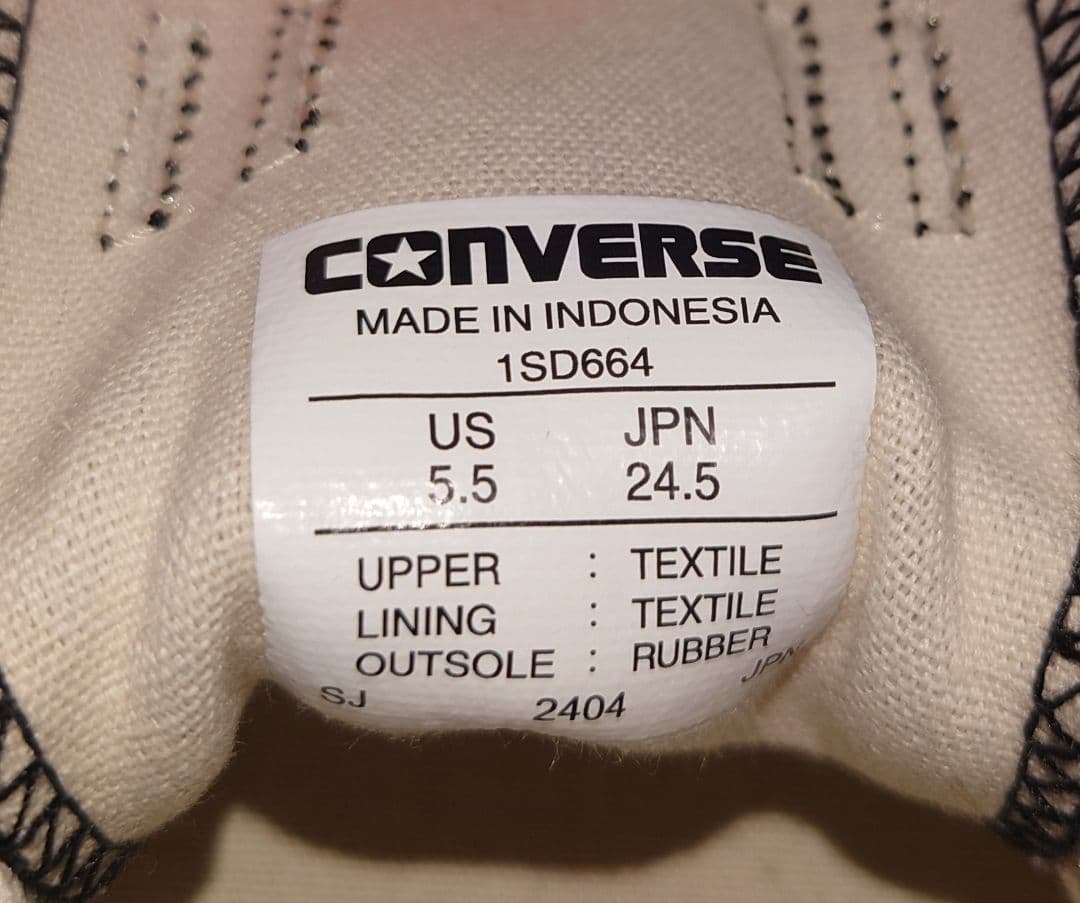 CONVERSE
MADE IN INDONESIA
1SD664
US JPN
5.5 24.5
UPPER : TEXTILE
LINING : TEXTILE
OUTSOLE : RUBBER
SJ 2404 JPN